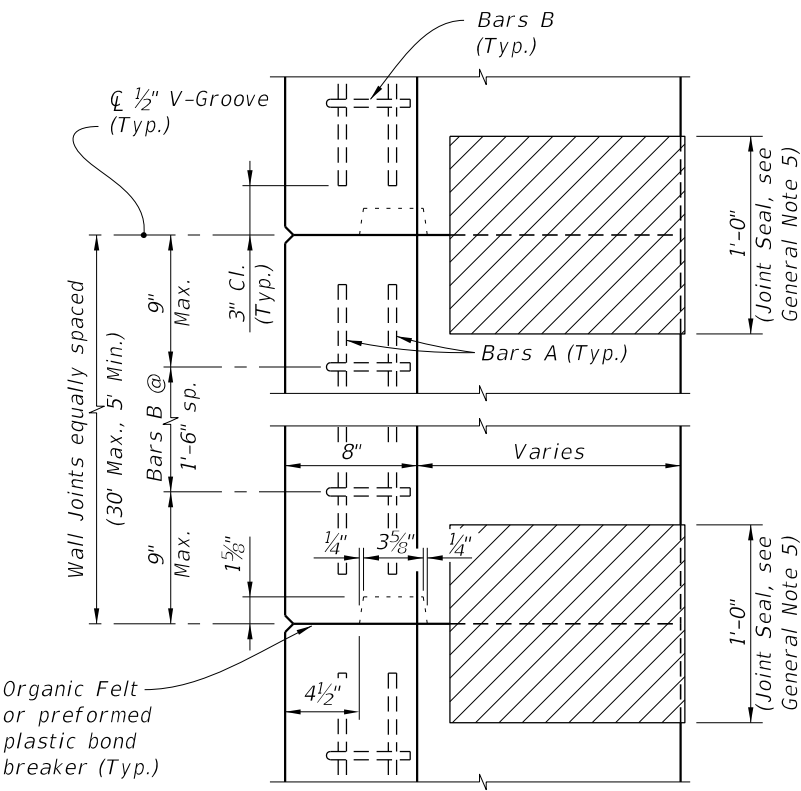 Bars B
(Typ.)
℄ ½" V-Groove
(Typ.)
3" Cl.
(Typ.)
1'-0"
(Joint Seal, see
General Note 5)
Wall Joints equally spaced
(30' Max., 5' Min.)
9"
Max.
Bars B @
1'-6" sp.
9"
Max.
Bars A (Typ.)
8"
Varies
1⅝"
¼"
3⅝"
¼"
1'-0"
(Joint Seal, see
General Note 5)
4½"
Organic Felt
or preformed
plastic bond
breaker (Typ.)